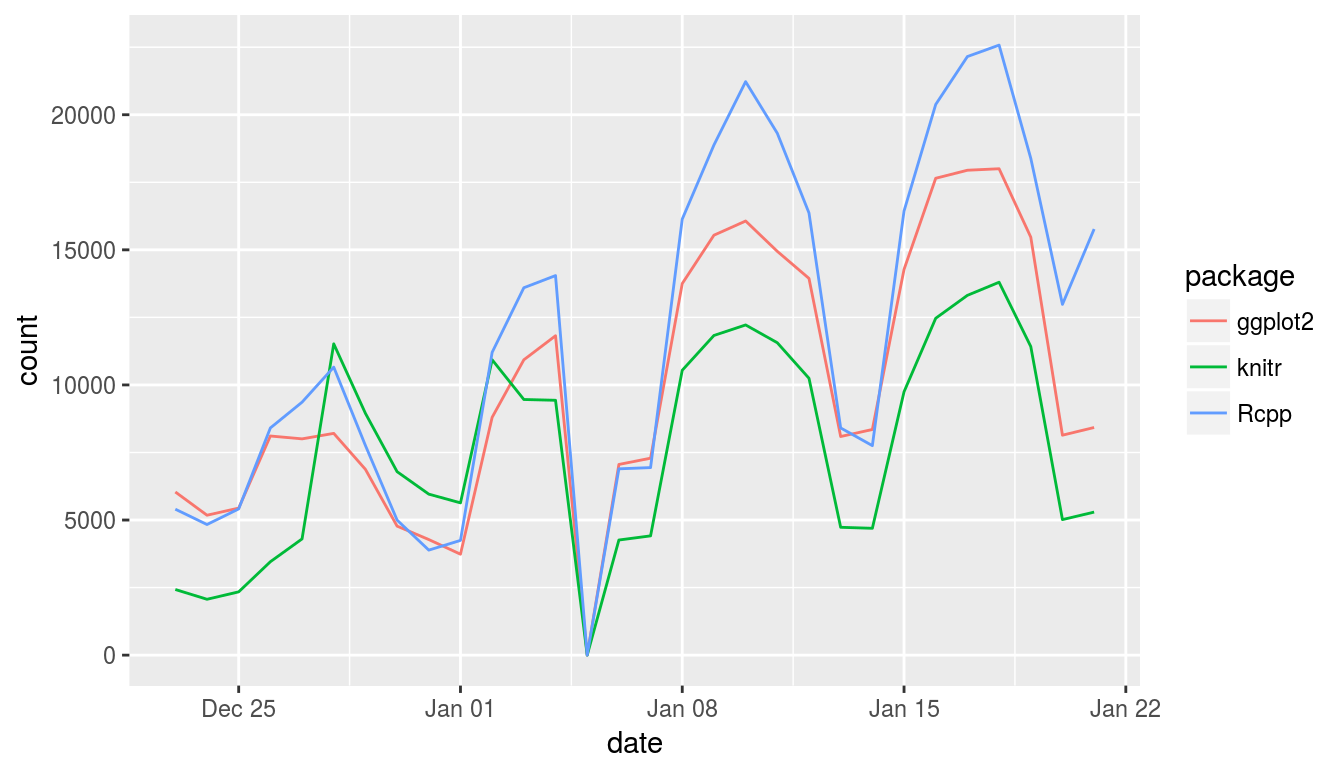 count
20000
15000
10000
5000
0
Dec 25
Jan 01
Jan 08
Jan 15
Jan 22
date
package
ggplot2
knitr
Rcpp